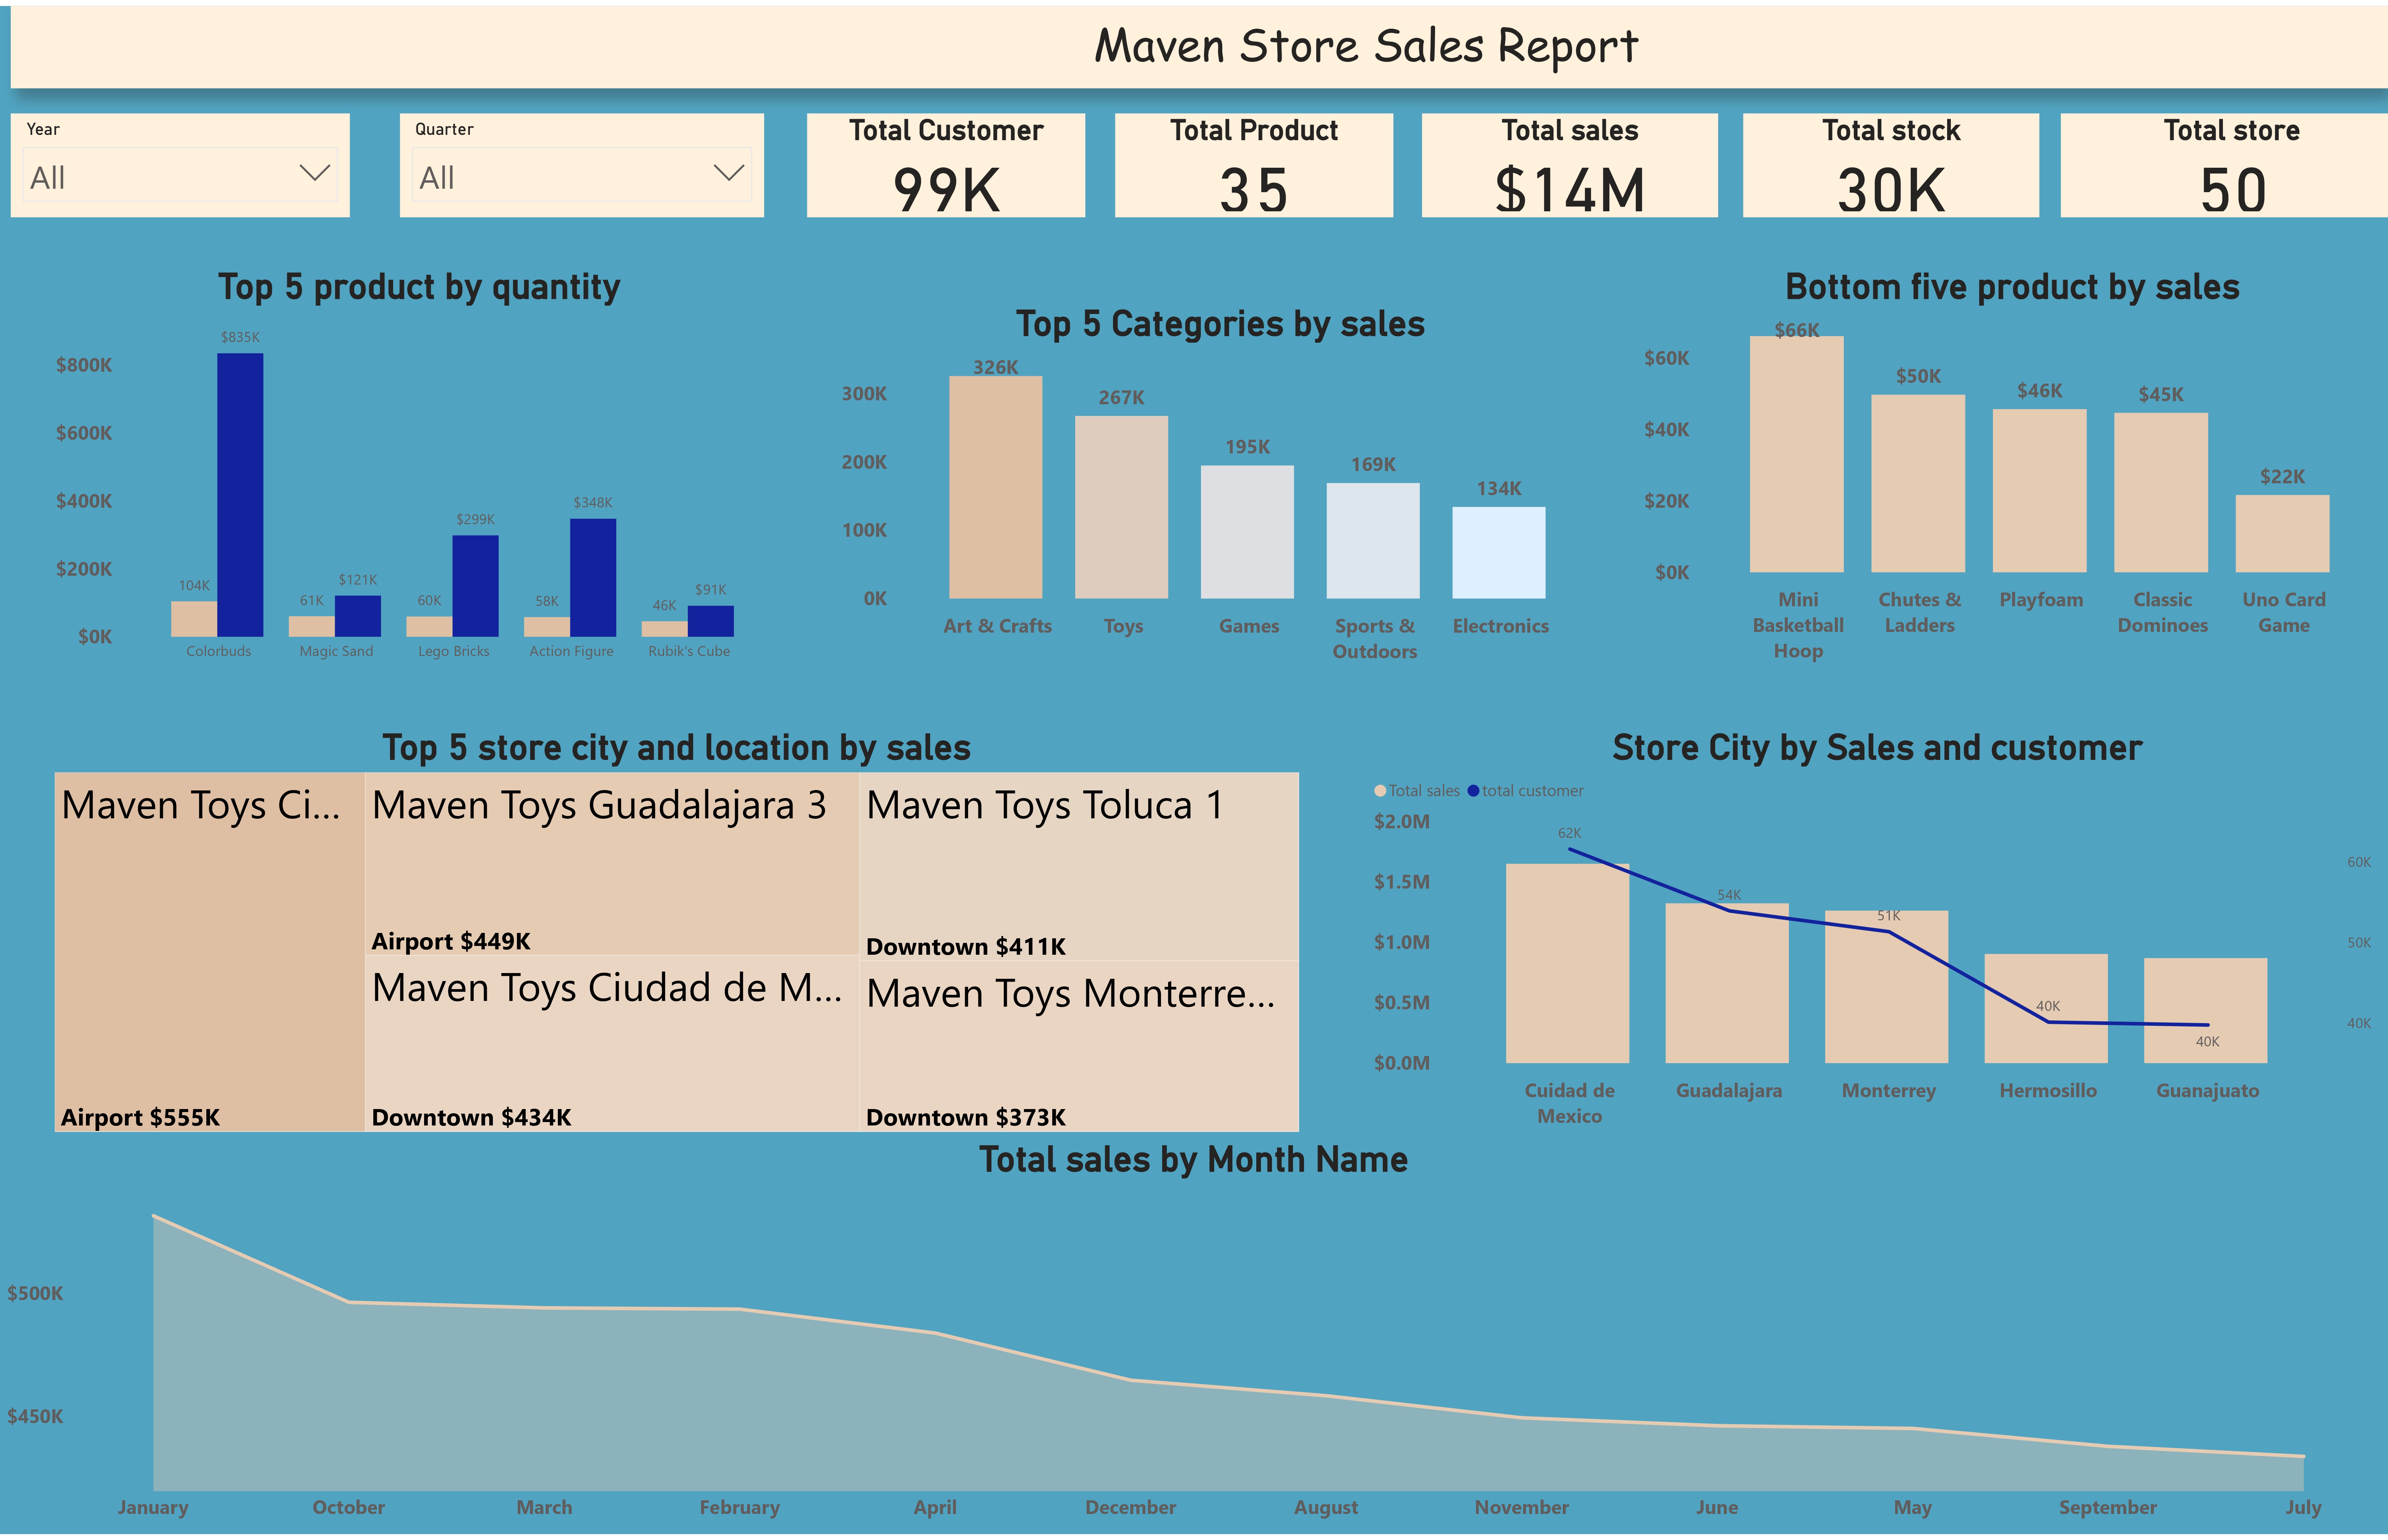 Maven Store Sales Report
Year
All
Quarter
All
Total Customer
99K
Total Product
35
Total sales
$14M
Total stock
30K
Total store
50
Top 5 product by quantity
$800K
$600K
$400K
$200K
$0K
104K
$835K
61K
$121K
60K
$299K
58K
$348K
46K
$91K
Colorbuds
Magic Sand
Lego Bricks
Action Figure
Rubik's Cube
Top 5 Categories by sales
300K
200K
100K
0K
326K
267K
195K
169K
134K
Art & Crafts
Toys
Games
Sports &
Outdoors
Electronics
Bottom five product by sales
$60K
$40K
$20K
$0K
$66K
$50K
$46K
$45K
$22K
Mini
Basketball
Hoop
Chutes &
Ladders
Playfoam
Classic
Dominoes
Uno Card
Game
Top 5 store city and location by sales
Maven Toys Ci...
Airport $555K
Maven Toys Guadalajara 3
Airport $449K
Maven Toys Ciudad de M...
Downtown $434K
Maven Toys Toluca 1
Downtown $411K
Maven Toys Monterre...
Downtown $373K
Store City by Sales and customer
Total sales
total customer
$2.0M
$1.5M
$1.0M
$0.5M
$0.0M
62K
54K
51K
40K
40K
60K
50K
40K
Cuidad de
Mexico
Guadalajara
Monterrey
Hermosillo
Guanajuato
Total sales by Month Name
$500K
$450K
January
October
March
February
April
December
August
November
June
May
September
July